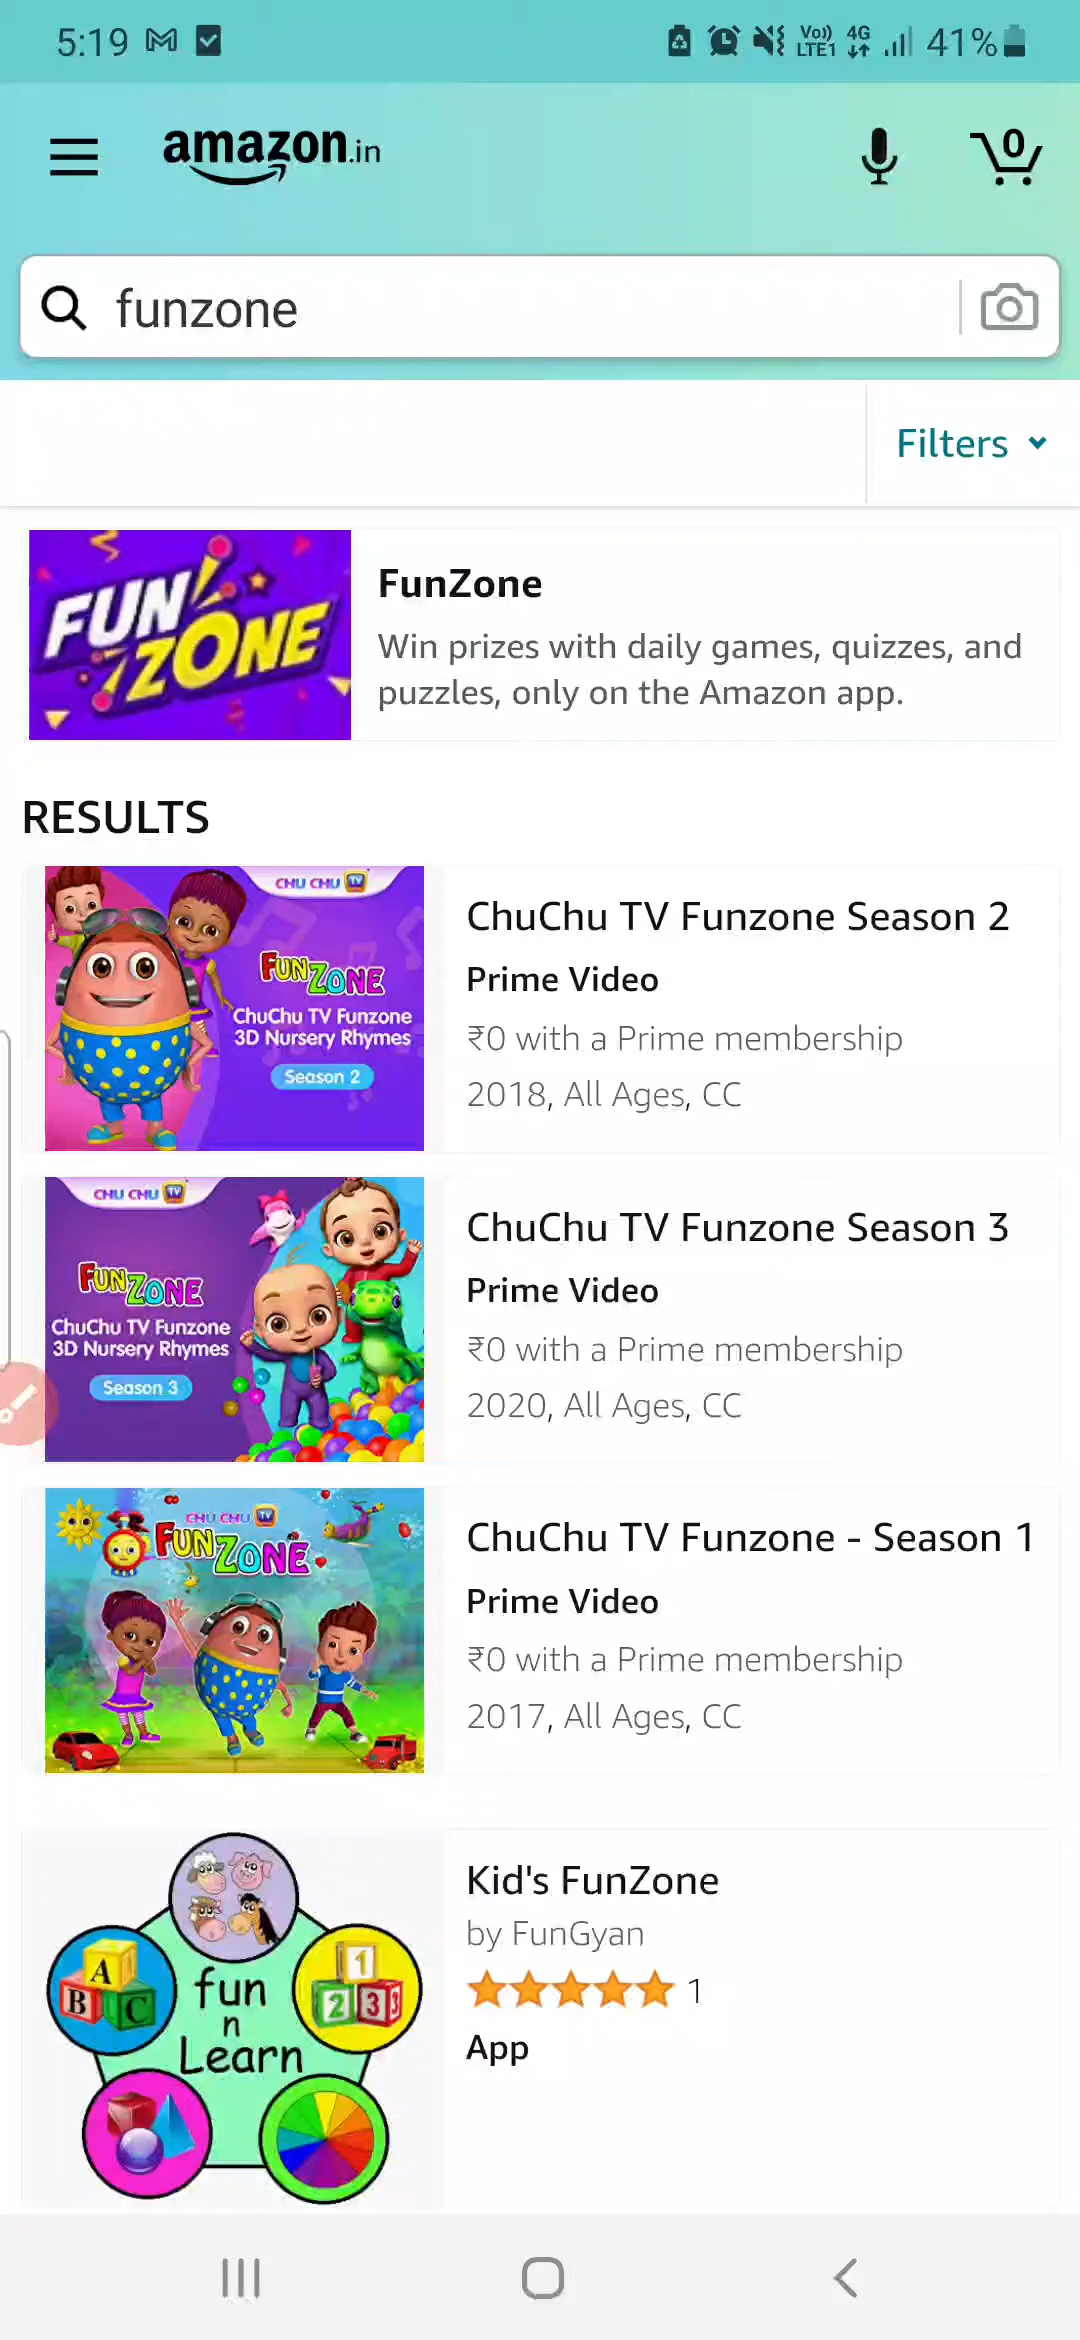 5:19
Vo)) LTE1 4G 41%
amazon.in
0
funzone
Filters
FUN ZONE
FunZone
Win prizes with daily games, quizzes, and
puzzles, only on the Amazon app.
RESULTS
CHU CHU TV
FUNZONE
ChuChu TV Funzone
3D Nursery Rhymes
Season 2
ChuChu TV Funzone Season 2
Prime Video
₹0 with a Prime membership
2018, All Ages, CC
CHU CHU TV
FUNZONE
ChuChu TV Funzone
3D Nursery Rhymes
Season 3
ChuChu TV Funzone Season 3
Prime Video
₹0 with a Prime membership
2020, All Ages, CC
CHU CHU TV
FUNZONE
ChuChu TV Funzone - Season 1
Prime Video
₹0 with a Prime membership
2017, All Ages, CC
A
B C
1
2 3 3
fun
n
Learn
Kid's FunZone
by FunGyan
1
App